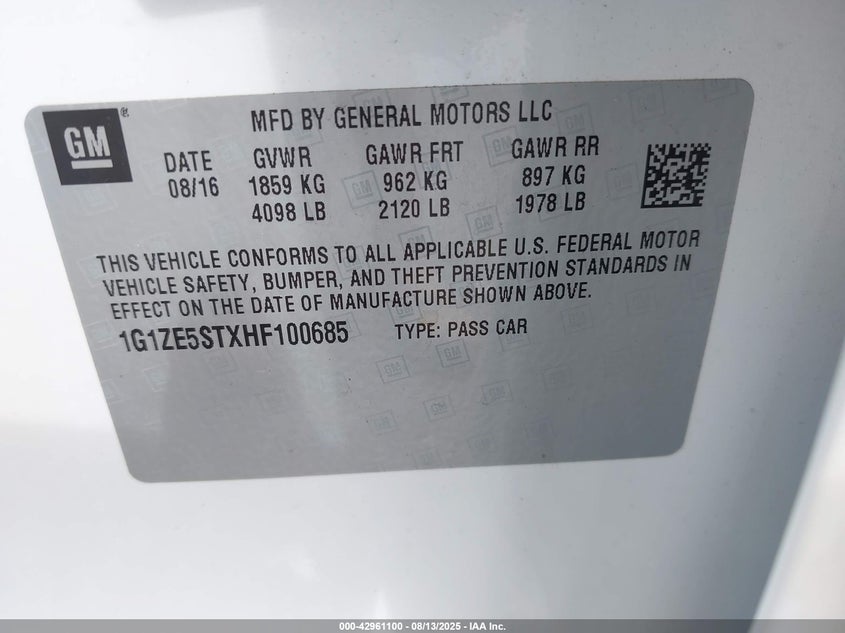 GM®
MFD BY GENERAL MOTORS LLC
DATE GVWR GAWR FRT GAWR RR
08/16 1859 KG 962 KG 897 KG
4098 LB 2120 LB 1978 LB
THIS VEHICLE CONFORMS TO ALL APPLICABLE U.S. FEDERAL MOTOR
VEHICLE SAFETY, BUMPER, AND THEFT PREVENTION STANDARDS IN
EFFECT ON THE DATE OF MANUFACTURE SHOWN ABOVE.
1G1ZE5STXHF100685 TYPE: PASS CAR
000-42961100 - 08/13/2025 - IAA Inc.